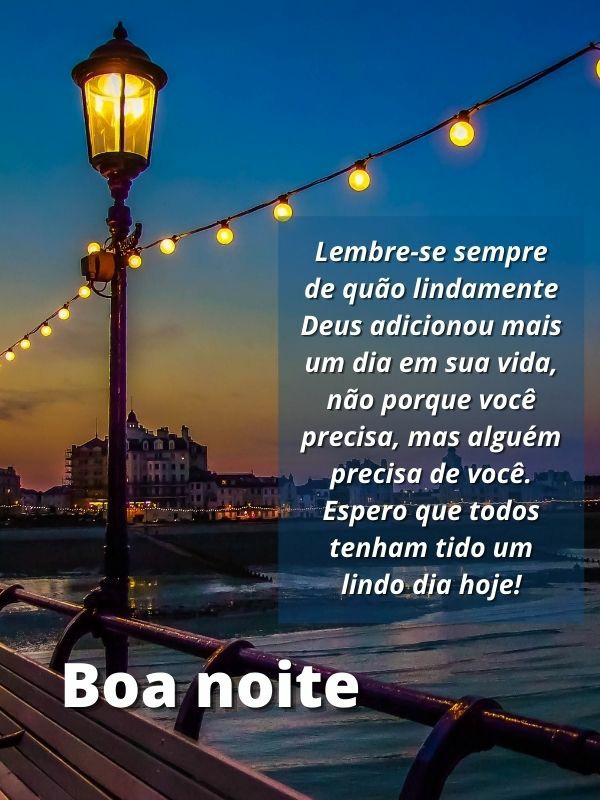 Lembre-se sempre
de quão lindamente
Deus adicionou mais
um dia em sua vida,
não porque você
precisa, mas alguém
precisa de você.
Espero que todos
tenham tido um
lindo dia hoje!
Boa noite